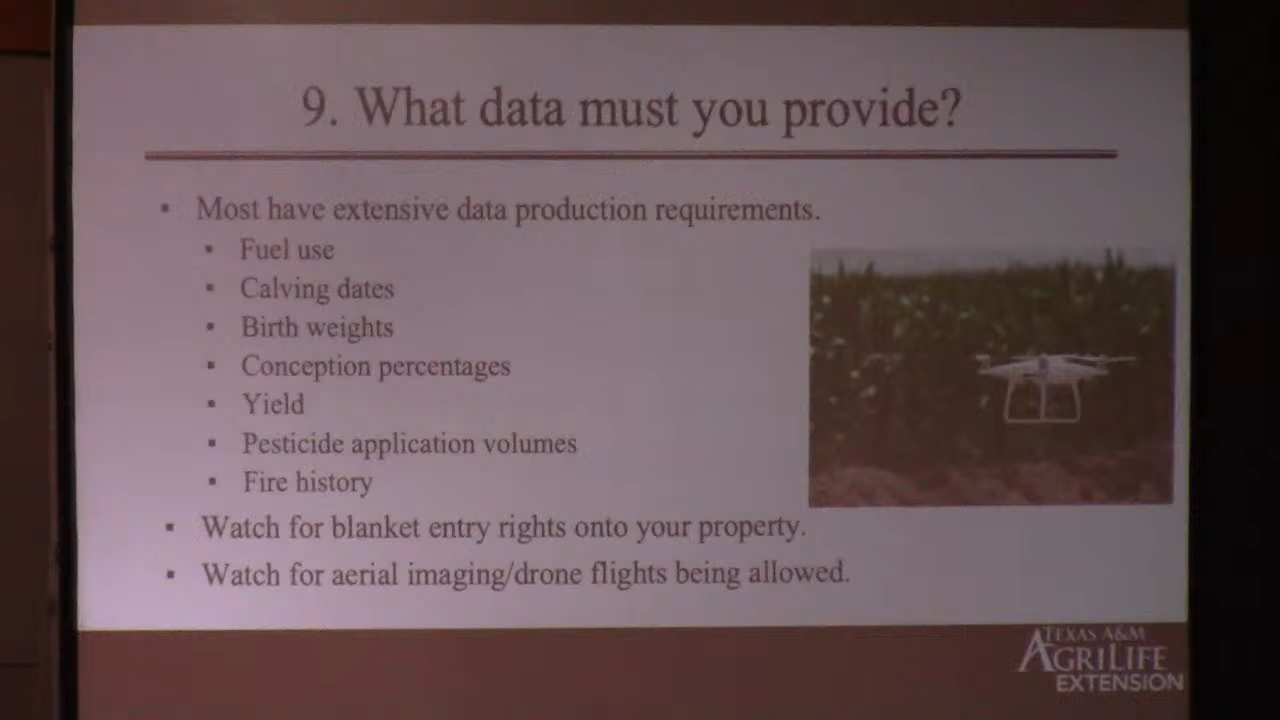 9. What data must you provide?
▪ Most have extensive data production requirements.
▪ Fuel use
▪ Calving dates
▪ Birth weights
▪ Conception percentages
▪ Yield
▪ Pesticide application volumes
▪ Fire history
▪ Watch for blanket entry rights onto your property.
▪ Watch for aerial imaging/drone flights being allowed.
TEXAS A&M
AGRILIFE
EXTENSION